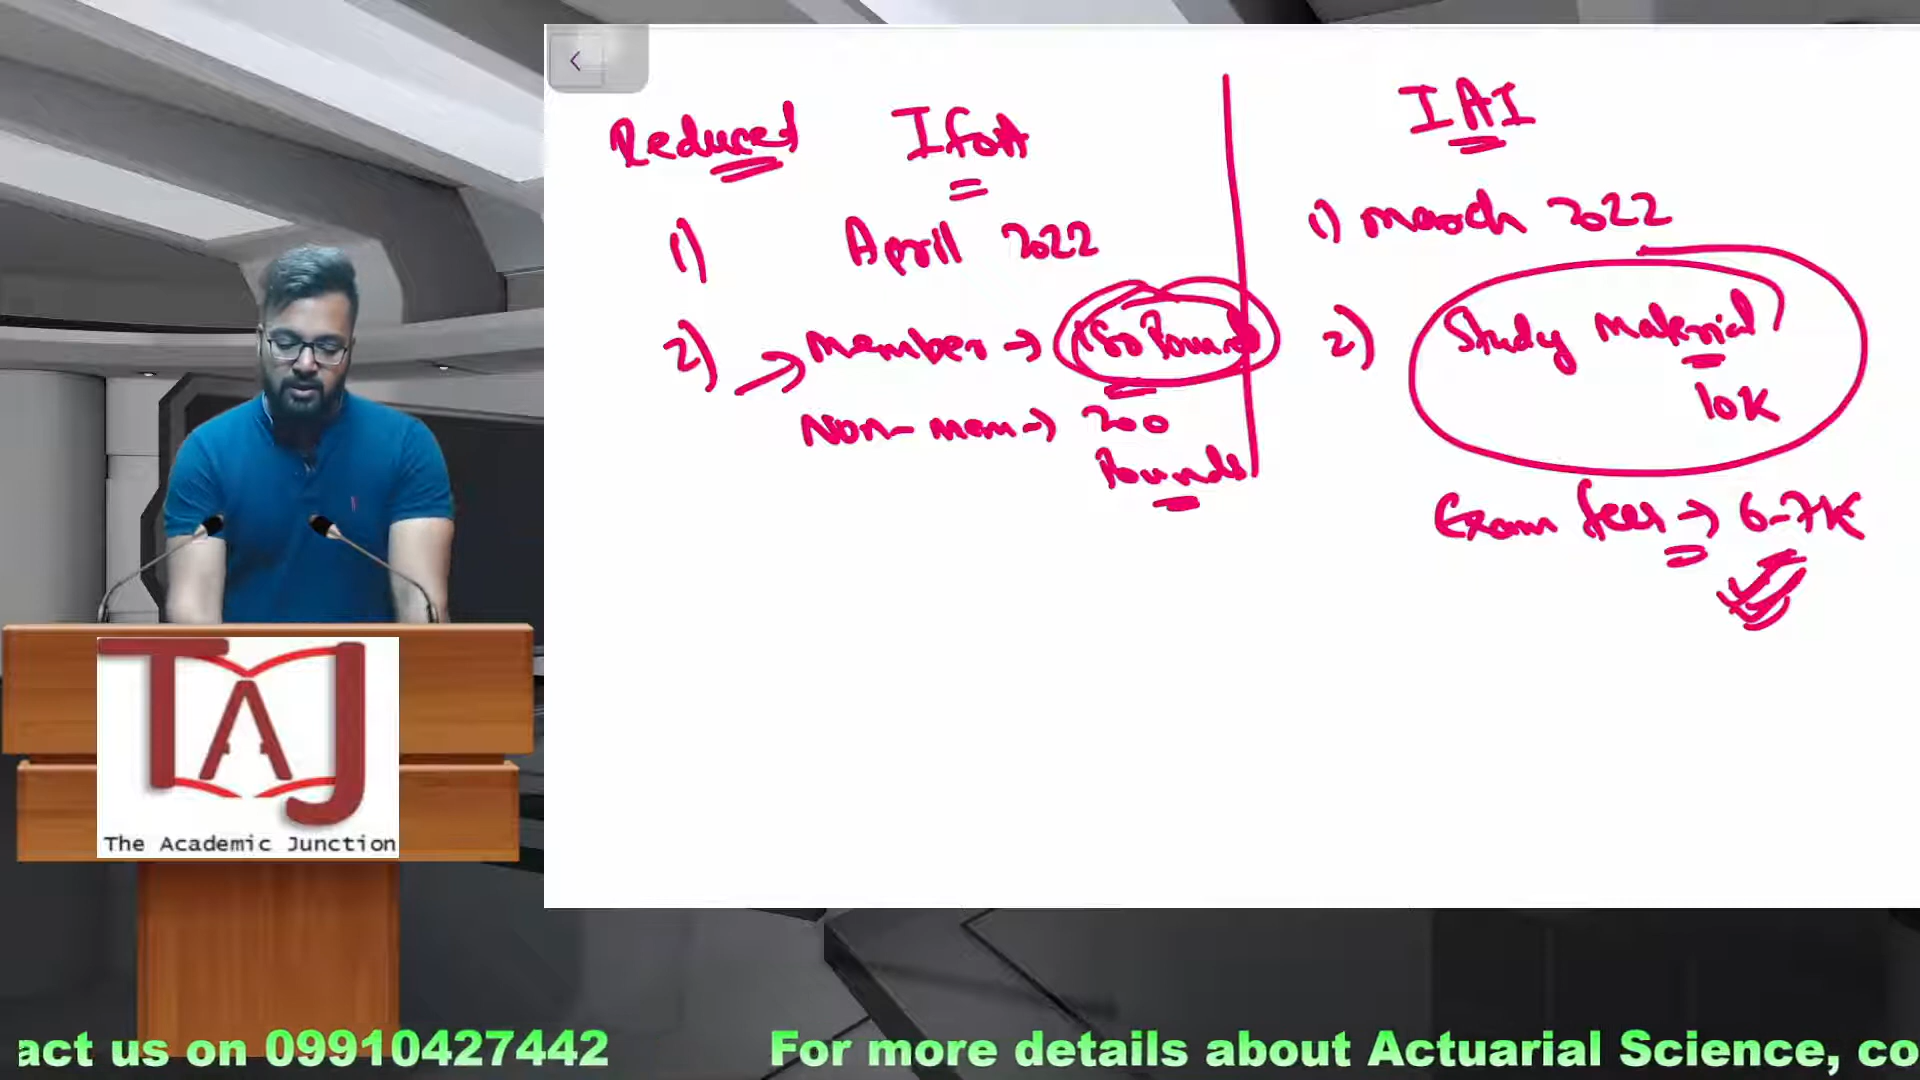 Reduced IfoA
1) April 2022
2) → Member → 150 Pounds
Non-mem → 200
Pounds
IAI
1) March 2022
2) Study Material
10K
Exam fees → 6-7K
TAJ
The Academic Junction
act us on 09910427442 For more details about Actuarial Science, co